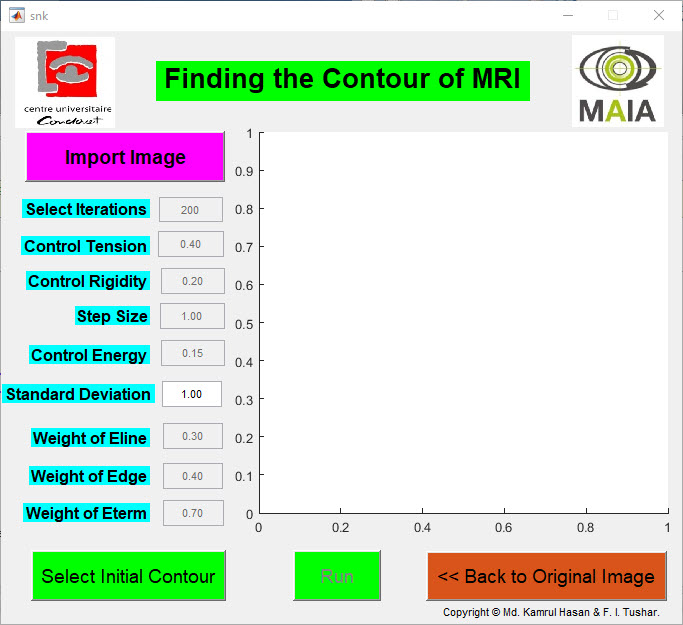 snk
centre universitaire
Condorcet
Finding the Contour of MRI
MAIA
Import Image
Select Iterations 200
Control Tension 0.40
Control Rigidity 0.20
Step Size 1.00
Control Energy 0.15
Standard Deviation 1.00
Weight of Eline 0.30
Weight of Edge 0.40
Weight of Eterm 0.70
1
0.9
0.8
0.7
0.6
0.5
0.4
0.3
0.2
0.1
0
0 0.2 0.4 0.6 0.8 1
Select Initial Contour
Run
<< Back to Original Image
Copyright © Md. Kamrul Hasan & F. I. Tushar.